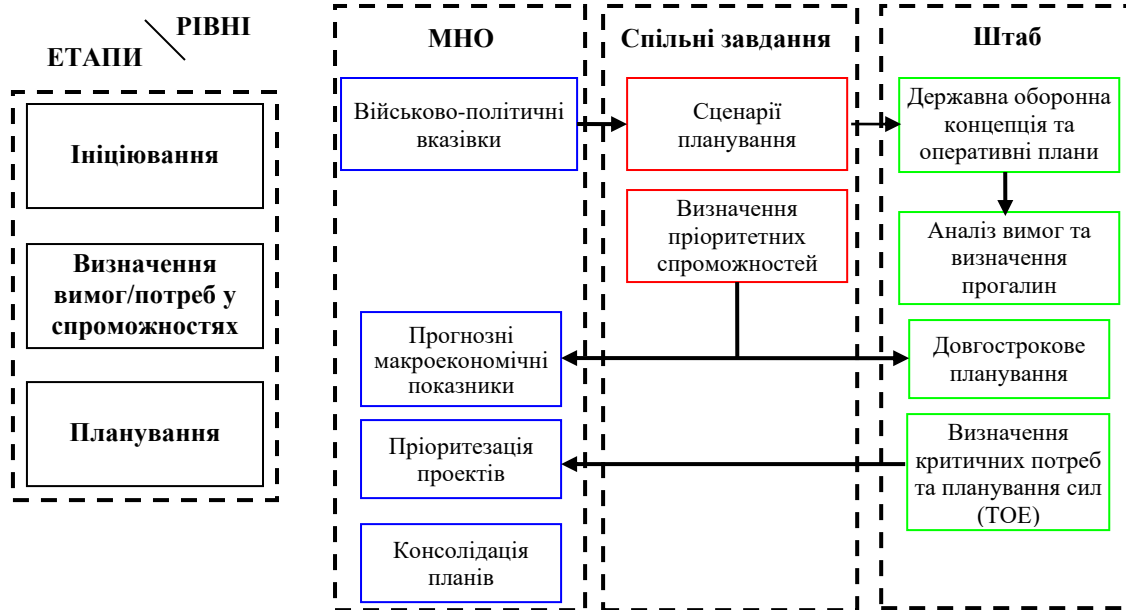 РІВНІ
ЕТАПИ
Ініціювання
Визначення
вимог/потреб у
спроможностях
Планування
МНО
Військово-політичні
вказівки
Прогнозні
макроекономічні
показники
Пріоритезація
проектів
Консолідація
планів
Спільні завдання
Сценарії
планування
Визначення
пріоритетних
спроможностей
Штаб
Державна оборонна
концепція та
оперативні плани
Аналіз вимог та
визначення
прогалин
Довгострокове
планування
Визначення
критичних потреб
та планування сил
(ТОЕ)